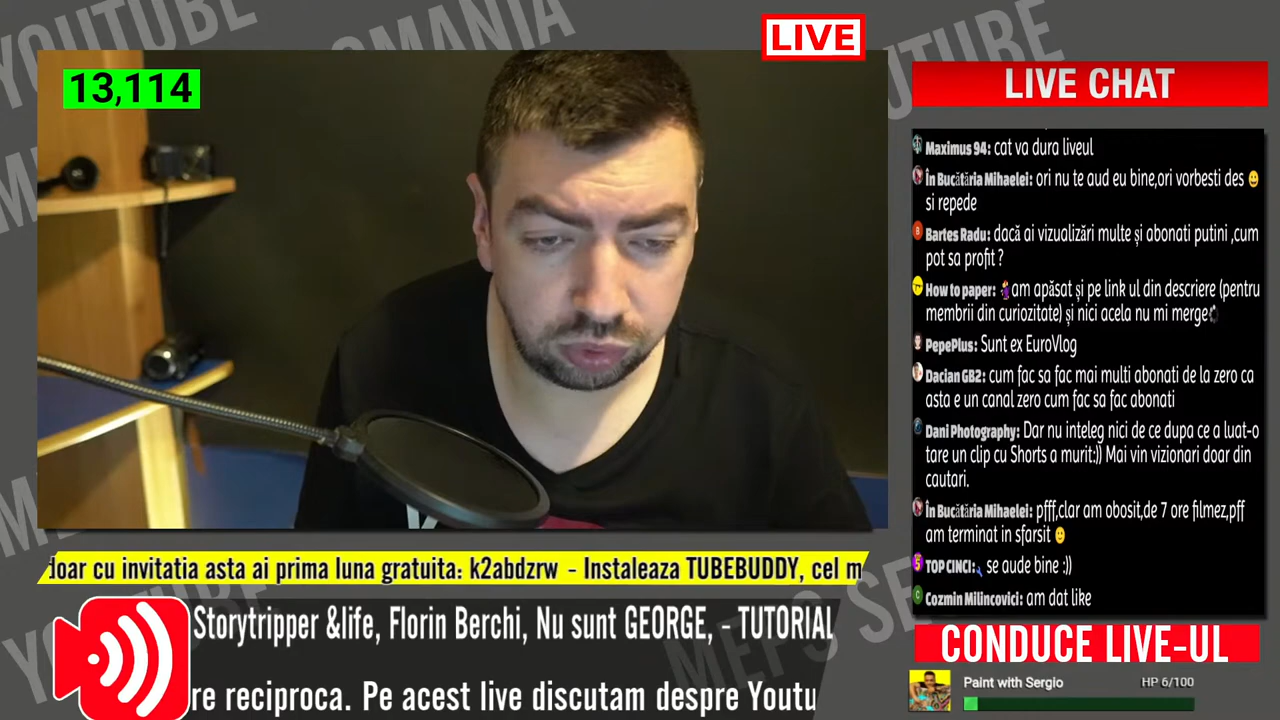 YOUTUBE ROMANIA
LIVE
13,114
LIVE CHAT
Maximus 94: cat va dura liveul
În Bucătăria Mihaelei: ori nu te aud eu bine,ori vorbesti des 😀
si repede
Bartes Radu: dacă ai vizualizări multe și abonati putini ,cum
pot sa profit ?
How to paper: am apăsat și pe link ul din descriere (pentru
membrii din curiozitate) și nici acela nu mi merge
PepePlus: Sunt ex EuroVlog
Dacian GB2: cum fac sa fac mai multi abonati de la zero ca
asta e un canal zero cum fac sa fac abonati
Dani Photography: Dar nu inteleg nici de ce dupa ce a luat-o
tare un clip cu Shorts a murit:)) Mai vin vizionari doar din
cautari.
În Bucătăria Mihaelei: pfff,clar am obosit,de 7 ore filmez,pff
am terminat in sfarsit 🙂
TOP CINCI: se aude bine :))
Cozmin Milincovici: am dat like
doar cu invitatia asta ai prima luna gratuita: k2abdzrw - Instaleaza TUBEBUDDY, cel m
Storytripper &life, Florin Berchi, Nu sunt GEORGE, - TUTORIAL
re reciproca. Pe acest live discutam despre Youtu
CONDUCE LIVE-UL
Paint with Sergio HP 6/100